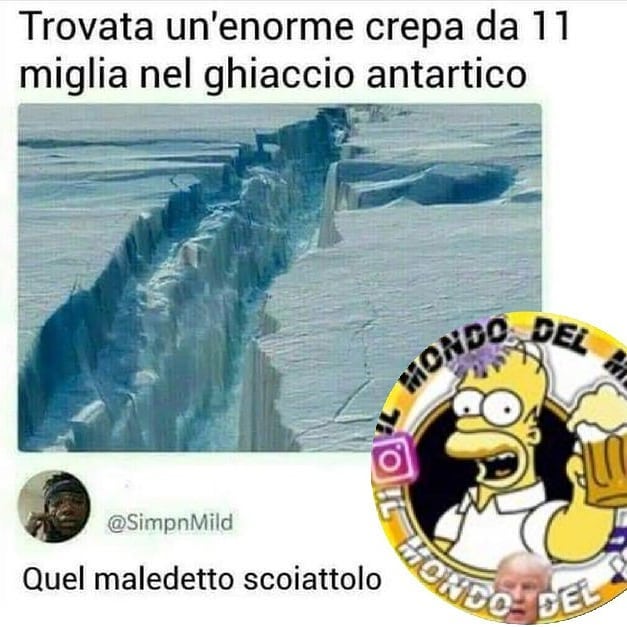 Trovata un'enorme crepa da 11
miglia nel ghiaccio antartico
@SimpnMild
Quel maledetto scoiattolo
IL MONDO DEL
IL MONDO DEL